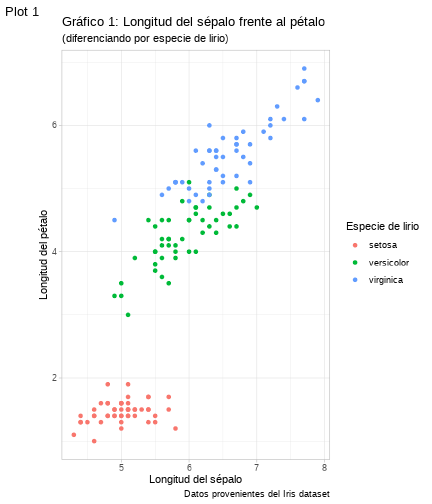 Plot 1
Gráfico 1: Longitud del sépalo frente al pétalo
(diferenciando por especie de lirio)
Longitud del pétalo
6
4
2
5
6
7
8
Longitud del sépalo
Especie de lirio
setosa
versicolor
virginica
Datos provenientes del Iris dataset